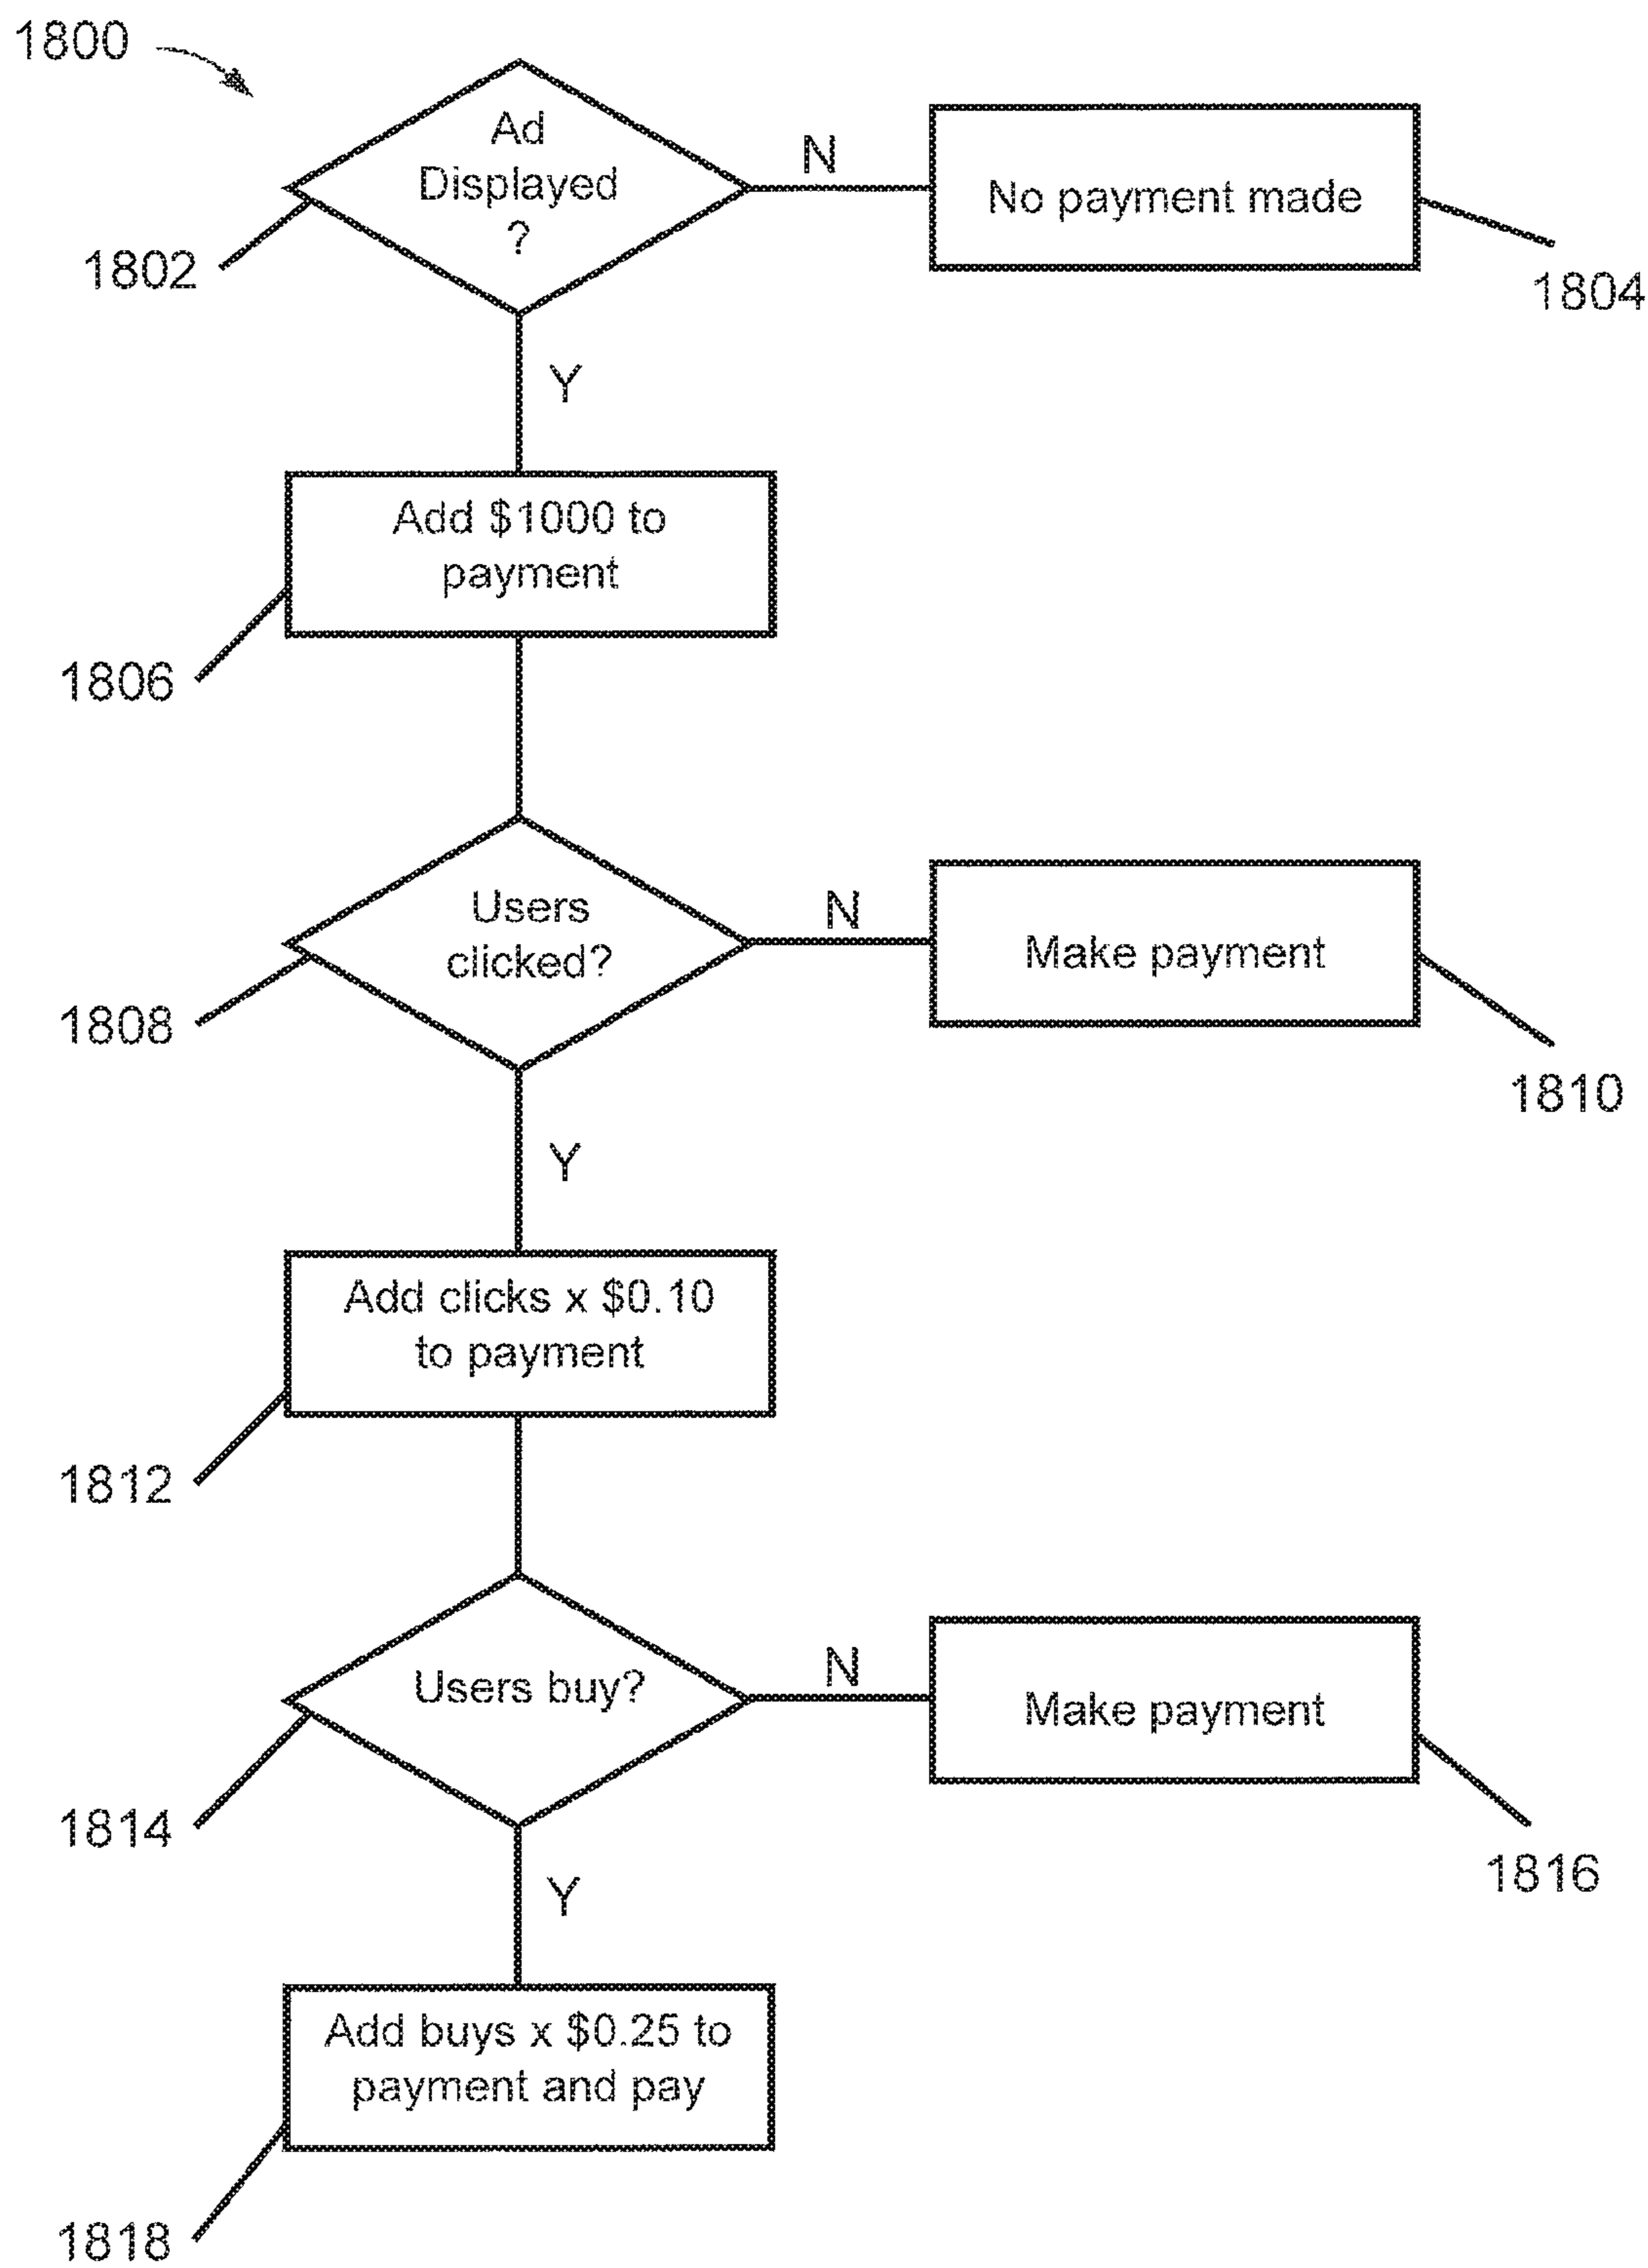 1800
Ad
Displayed
?
N
No payment made
1802
1804
Y
Add $1000 to
payment
1806
Users
clicked?
N
Make payment
1808
1810
Y
Add clicks x $0.10
to payment
1812
Users buy?
N
Make payment
1814
1816
Y
Add buys x $0.25 to
payment and pay
1818